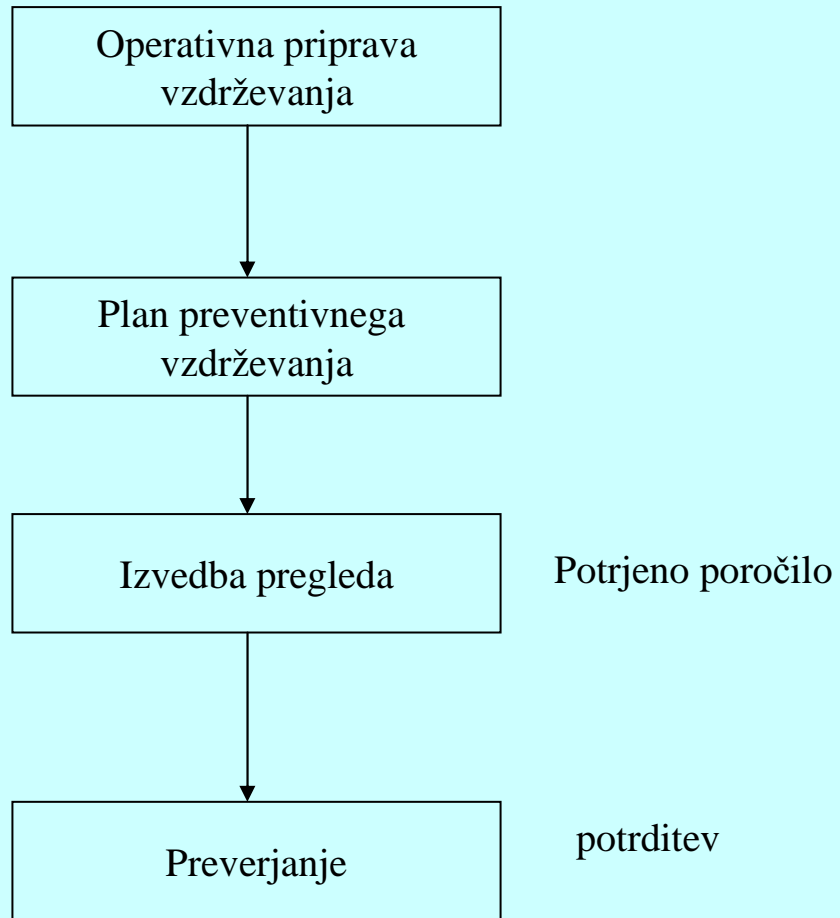 Operativna priprava
vzdrževanja
Plan preventivnega
vzdrževanja
Izvedba pregleda
Potrjeno poročilo
Preverjanje
potrditev